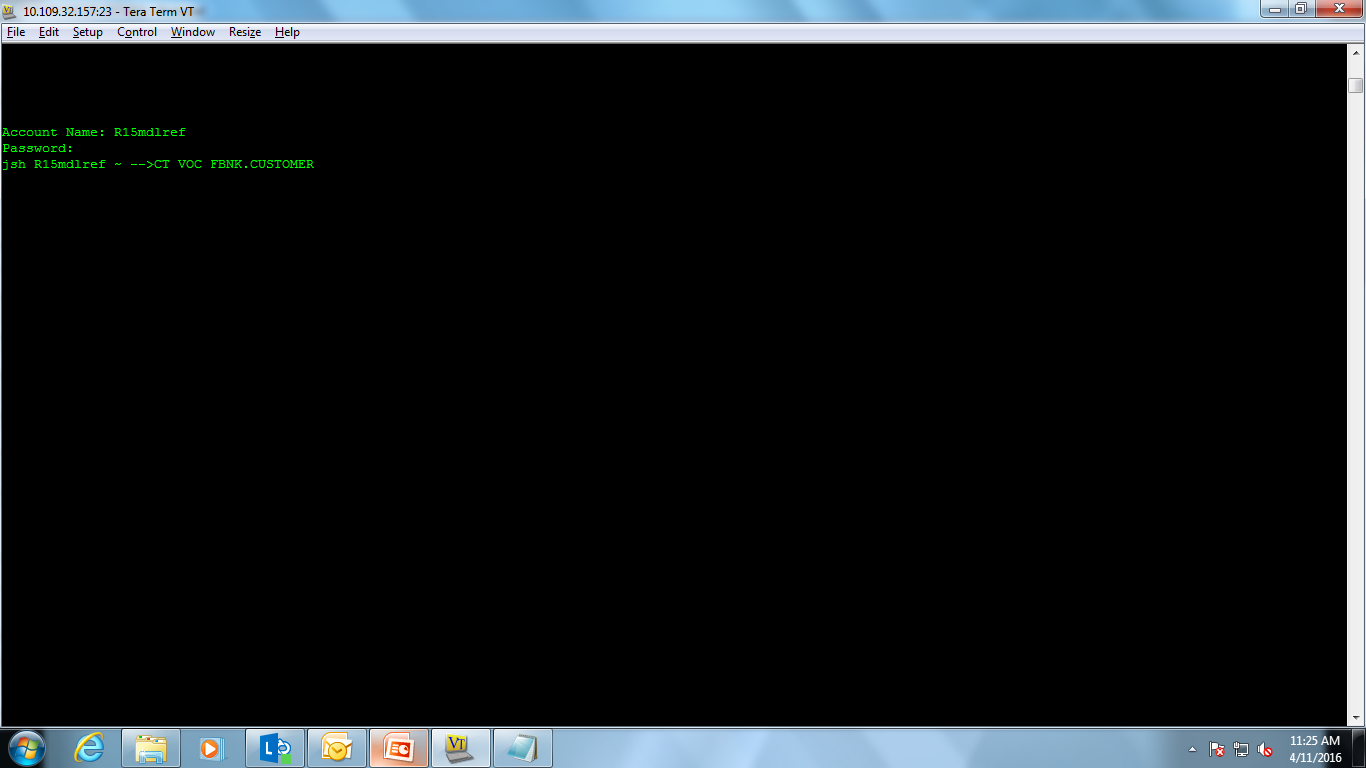 10.109.32.157:23 - Tera Term VT
File Edit Setup Control Window Resize Help
Account Name: R15mdlref
Password:
jsh R15mdlref ~ -->CT VOC FBNK.CUSTOMER
VT
11:25 AM
4/11/2016